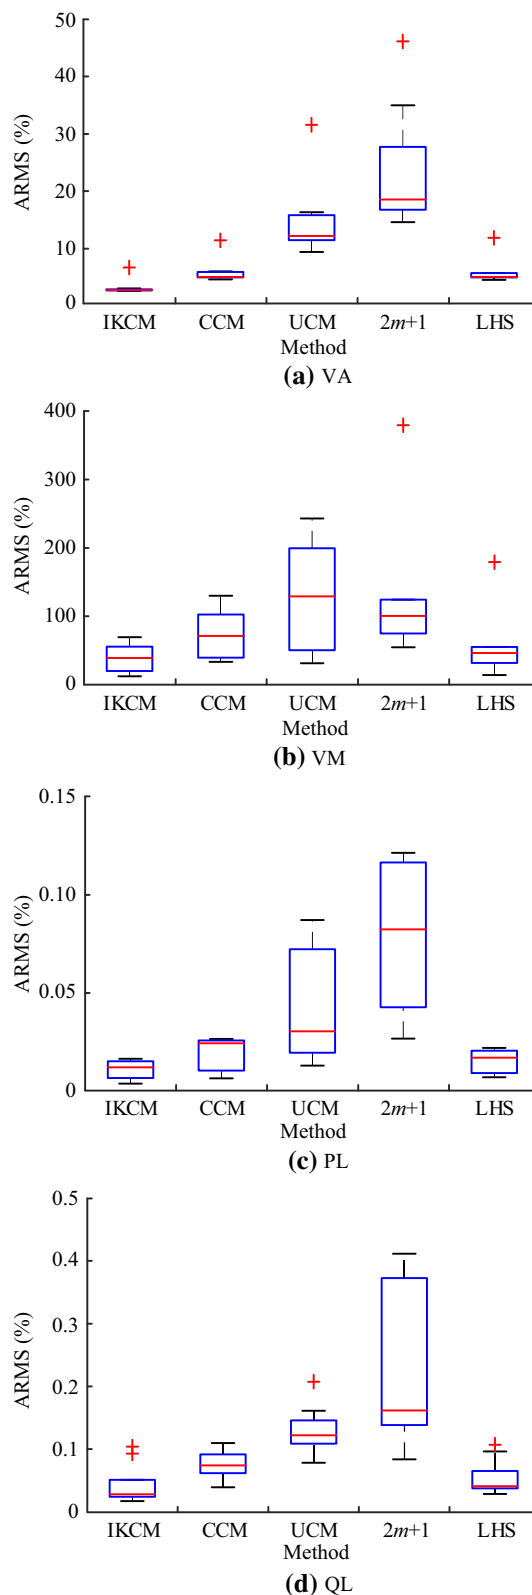 50
40
30
20
10
0
ARMS (%)
IKCM CCM UCM 2m+1 LHS
Method
(a) VA
400
300
200
100
0
ARMS (%)
IKCM CCM UCM 2m+1 LHS
Method
(b) VM
0.15
0.10
0.05
0
ARMS (%)
IKCM CCM UCM 2m+1 LHS
Method
(c) PL
0.5
0.4
0.3
0.2
0.1
0
ARMS (%)
IKCM CCM UCM 2m+1 LHS
Method
(d) QL